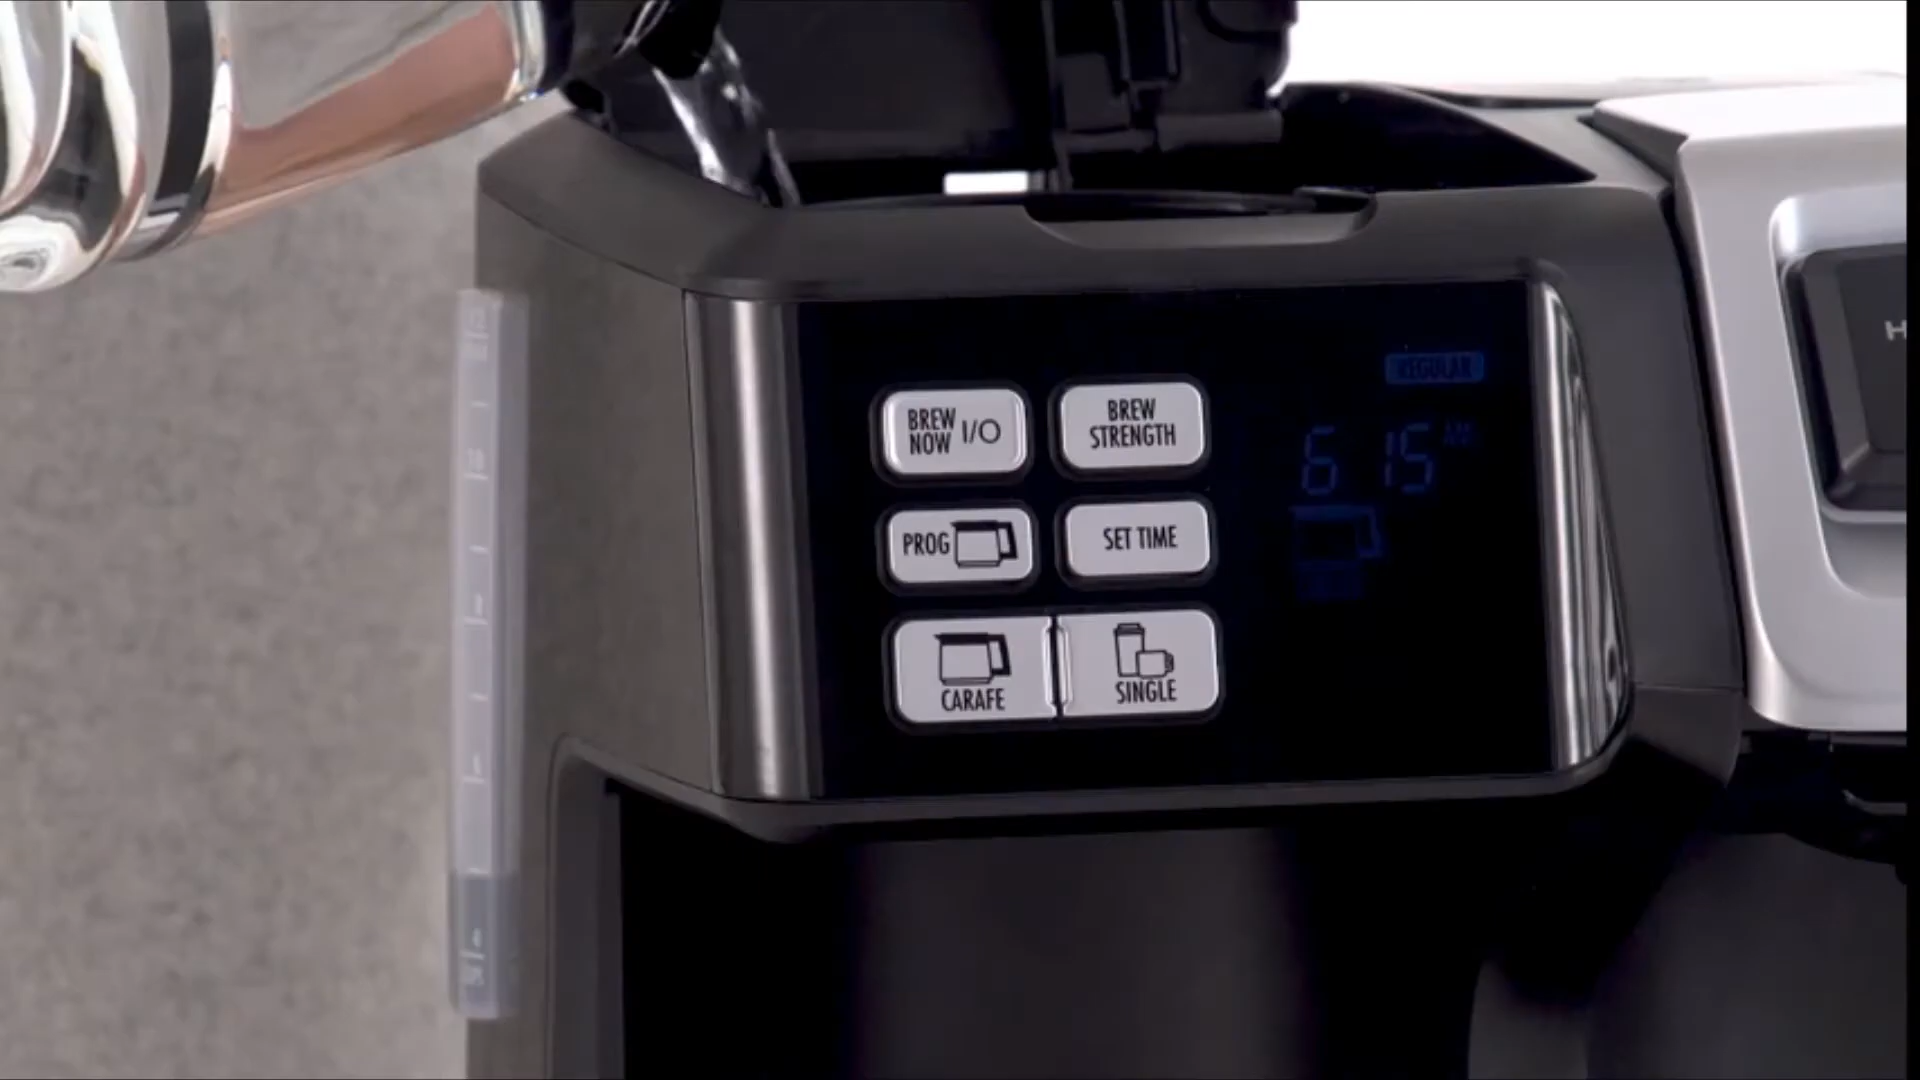 REGULAR
BREW
NOW I/O
BREW
STRENGTH
6 15 AM
PROG
SET TIME
CARAFE
SINGLE
H